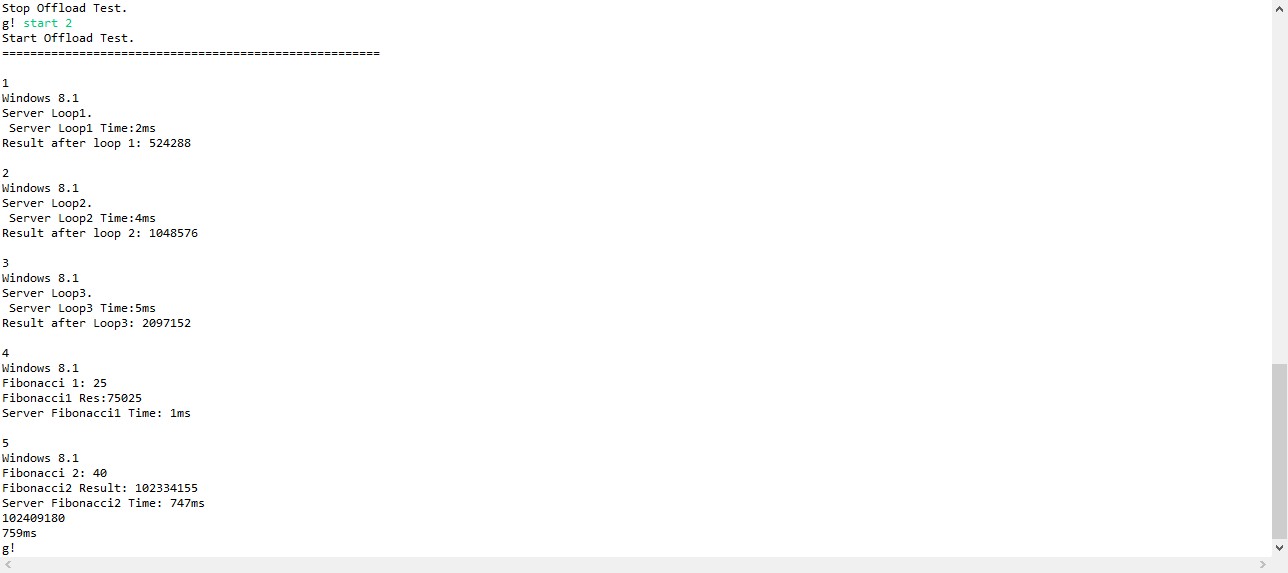 Stop Offload Test.
g! start 2
Start Offload Test.
======================================================
1
Windows 8.1
Server Loop1.
Server Loop1 Time:2ms
Result after loop 1: 524288
2
Windows 8.1
Server Loop2.
Server Loop2 Time:4ms
Result after loop 2: 1048576
3
Windows 8.1
Server Loop3.
Server Loop3 Time:5ms
Result after Loop3: 2097152
4
Windows 8.1
Fibonacci 1: 25
Fibonacci1 Res:75025
Server Fibonacci1 Time: 1ms
5
Windows 8.1
Fibonacci 2: 40
Fibonacci2 Result: 102334155
Server Fibonacci2 Time: 747ms
102409180
759ms
g!